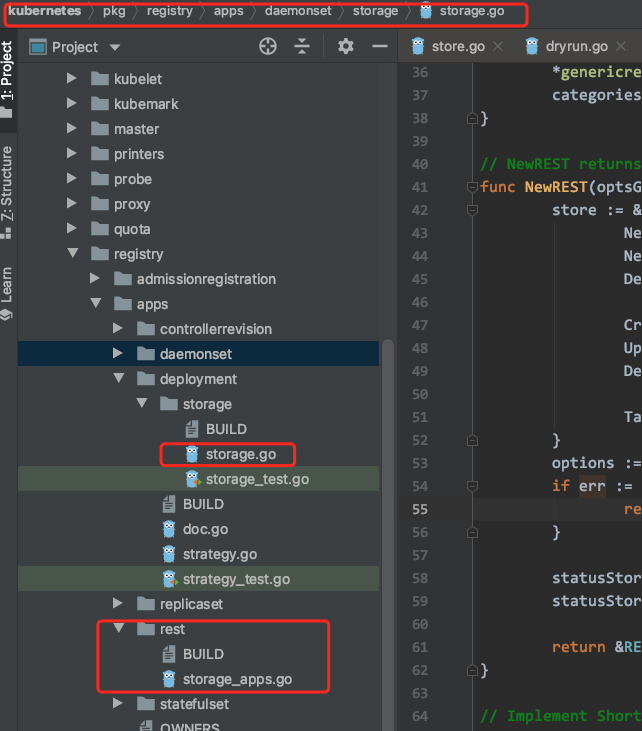 kubernetes pkg registry apps daemonset storage storage.go
1: Project
Z: Structure
Learn
Project
store.go dryrun.go
kubelet
kubemark
master
printers
probe
proxy
quota
registry
admissionregistration
apps
controllerrevision
daemonset
deployment
storage
BUILD
storage.go
storage_test.go
BUILD
doc.go
strategy.go
strategy_test.go
replicaset
rest
BUILD
storage_apps.go
statefulset
OWNERS
36 *genericre
37 categories
38 }
39
40 // NewREST returns
41 func NewREST(optsG
42 store := &
43 Ne
44 Ne
45 De
46
47 Cr
48 Up
49 De
50
51 Ta
52 }
53 options :=
54 if err :=
55 re
56 }
57
58 statusStor
59 statusStor
60
61 return &RE
62 }
63
64 // Implement Short